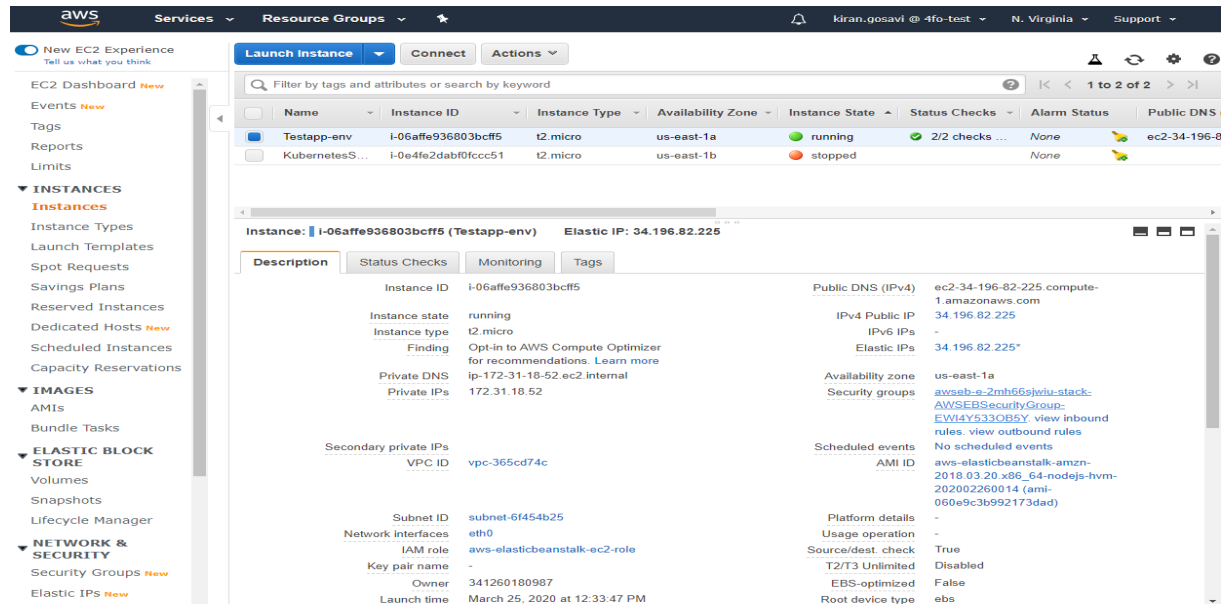 aws Services Resource Groups kiran.gosavi @ 4fo-test N. Virginia Support
New EC2 Experience
Tell us what you think
EC2 Dashboard New
Events New
Tags
Reports
Limits
INSTANCES
Instances
Instance Types
Launch Templates
Spot Requests
Savings Plans
Reserved Instances
Dedicated Hosts New
Scheduled Instances
Capacity Reservations
IMAGES
AMIs
Bundle Tasks
ELASTIC BLOCK
STORE
Volumes
Snapshots
Lifecycle Manager
NETWORK &
SECURITY
Security Groups New
Elastic IPs New
Launch Instance Connect Actions
Filter by tags and attributes or search by keyword 1 to 2 of 2
Name Instance ID Instance Type Availability Zone Instance State Status Checks Alarm Status Public DNS
Testapp-env i-06affe936803bcff5 t2.micro us-east-1a running 2/2 checks ... None ec2-34-196-8
KubernetesS... i-0e4fe2dabf0fccc51 t2.micro us-east-1b stopped None
Instance: i-06affe936803bcff5 (Testapp-env) Elastic IP: 34.196.82.225
Description Status Checks Monitoring Tags
Instance ID i-06affe936803bcff5 Public DNS (IPv4) ec2-34-196-82-225.compute-
1.amazonaws.com
Instance state running IPv4 Public IP 34.196.82.225
Instance type t2.micro IPv6 IPs -
Finding Opt-in to AWS Compute Optimizer Elastic IPs 34.196.82.225*
for recommendations. Learn more
Private DNS ip-172-31-18-52.ec2.internal Availability zone us-east-1a
Private IPs 172.31.18.52 Security groups awseb-e-2mh66sjwiu-stack-
AWSEBSecurityGroup-
EWI4Y533OB5Y. view inbound
rules. view outbound rules
Secondary private IPs Scheduled events No scheduled events
VPC ID vpc-365cd74c AMI ID aws-elasticbeanstalk-amzn-
2018.03.20.x86_64-nodejs-hvm-
202002260014 (ami-
060e9c3b992173dad)
Subnet ID subnet-6f454b25 Platform details -
Network interfaces eth0 Usage operation -
IAM role aws-elasticbeanstalk-ec2-role Source/dest. check True
Key pair name - T2/T3 Unlimited Disabled
Owner 341260180987 EBS-optimized False
Launch time March 25, 2020 at 12:33:47 PM Root device type ebs